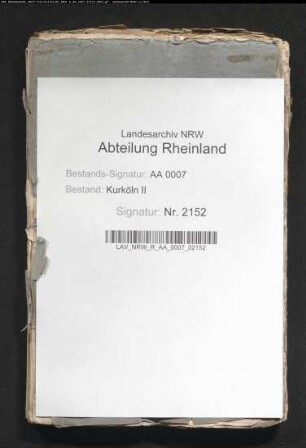 Landesarchiv NRW
Abteilung Rheinland
Bestands-Signatur: AA 0007
Bestand: Kurköln II
Signatur: Nr. 2152
LAV_NRW_R_AA_0007_02152